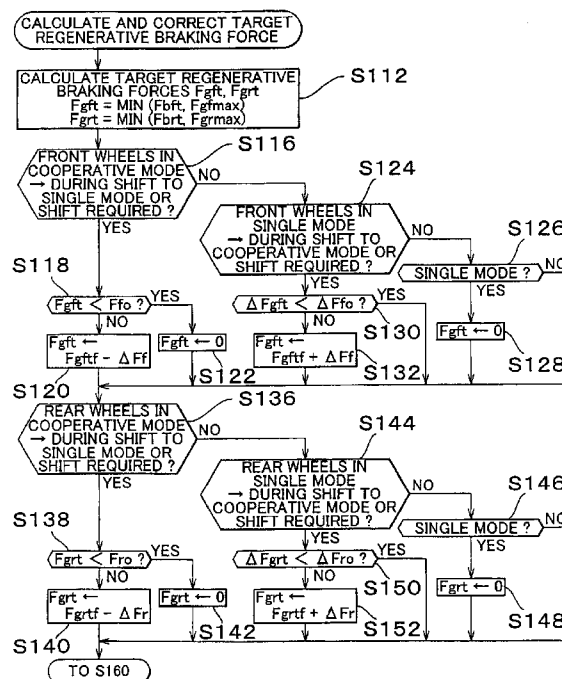 CALCULATE AND CORRECT TARGET
REGENERATIVE BRAKING FORCE
CALCULATE TARGET REGENERATIVE
BRAKING FORCES Fgft, Fgrt
Fgft = MIN (Fbft, Fgfmax)
Fgrt = MIN (Fbrt, Fgrmax)
S112
S116
FRONT WHEELS IN
COOPERATIVE MODE
→ DURING SHIFT TO
SINGLE MODE OR
SHIFT REQUIRED ?
NO
YES
S124
FRONT WHEELS IN
SINGLE MODE
→ DURING SHIFT TO
COOPERATIVE MODE OR
SHIFT REQUIRED ?
NO
YES
S126
SINGLE MODE ?
NO
YES
S118
Fgft < Ffo ?
YES
NO
ΔFgft < ΔFfo ?
YES
NO
S130
Fgft ←
Fgftf - ΔFf
S120
Fgft ← 0
S122
Fgft ←
Fgftf + ΔFf
S132
Fgft ← 0
S128
S136
REAR WHEELS IN
COOPERATIVE MODE
→ DURING SHIFT TO
SINGLE MODE OR
SHIFT REQUIRED ?
NO
YES
S144
REAR WHEELS IN
SINGLE MODE
→ DURING SHIFT TO
COOPERATIVE MODE OR
SHIFT REQUIRED ?
NO
YES
S146
SINGLE MODE ?
NO
YES
S138
Fgrt < Fro ?
YES
NO
ΔFgrt < ΔFro ?
YES
NO
S150
Fgrt ←
Fgrtf - ΔFr
S140
Fgrt ← 0
S142
Fgrt ←
Fgrtf + ΔFr
S152
Fgrt ← 0
S148
TO S160